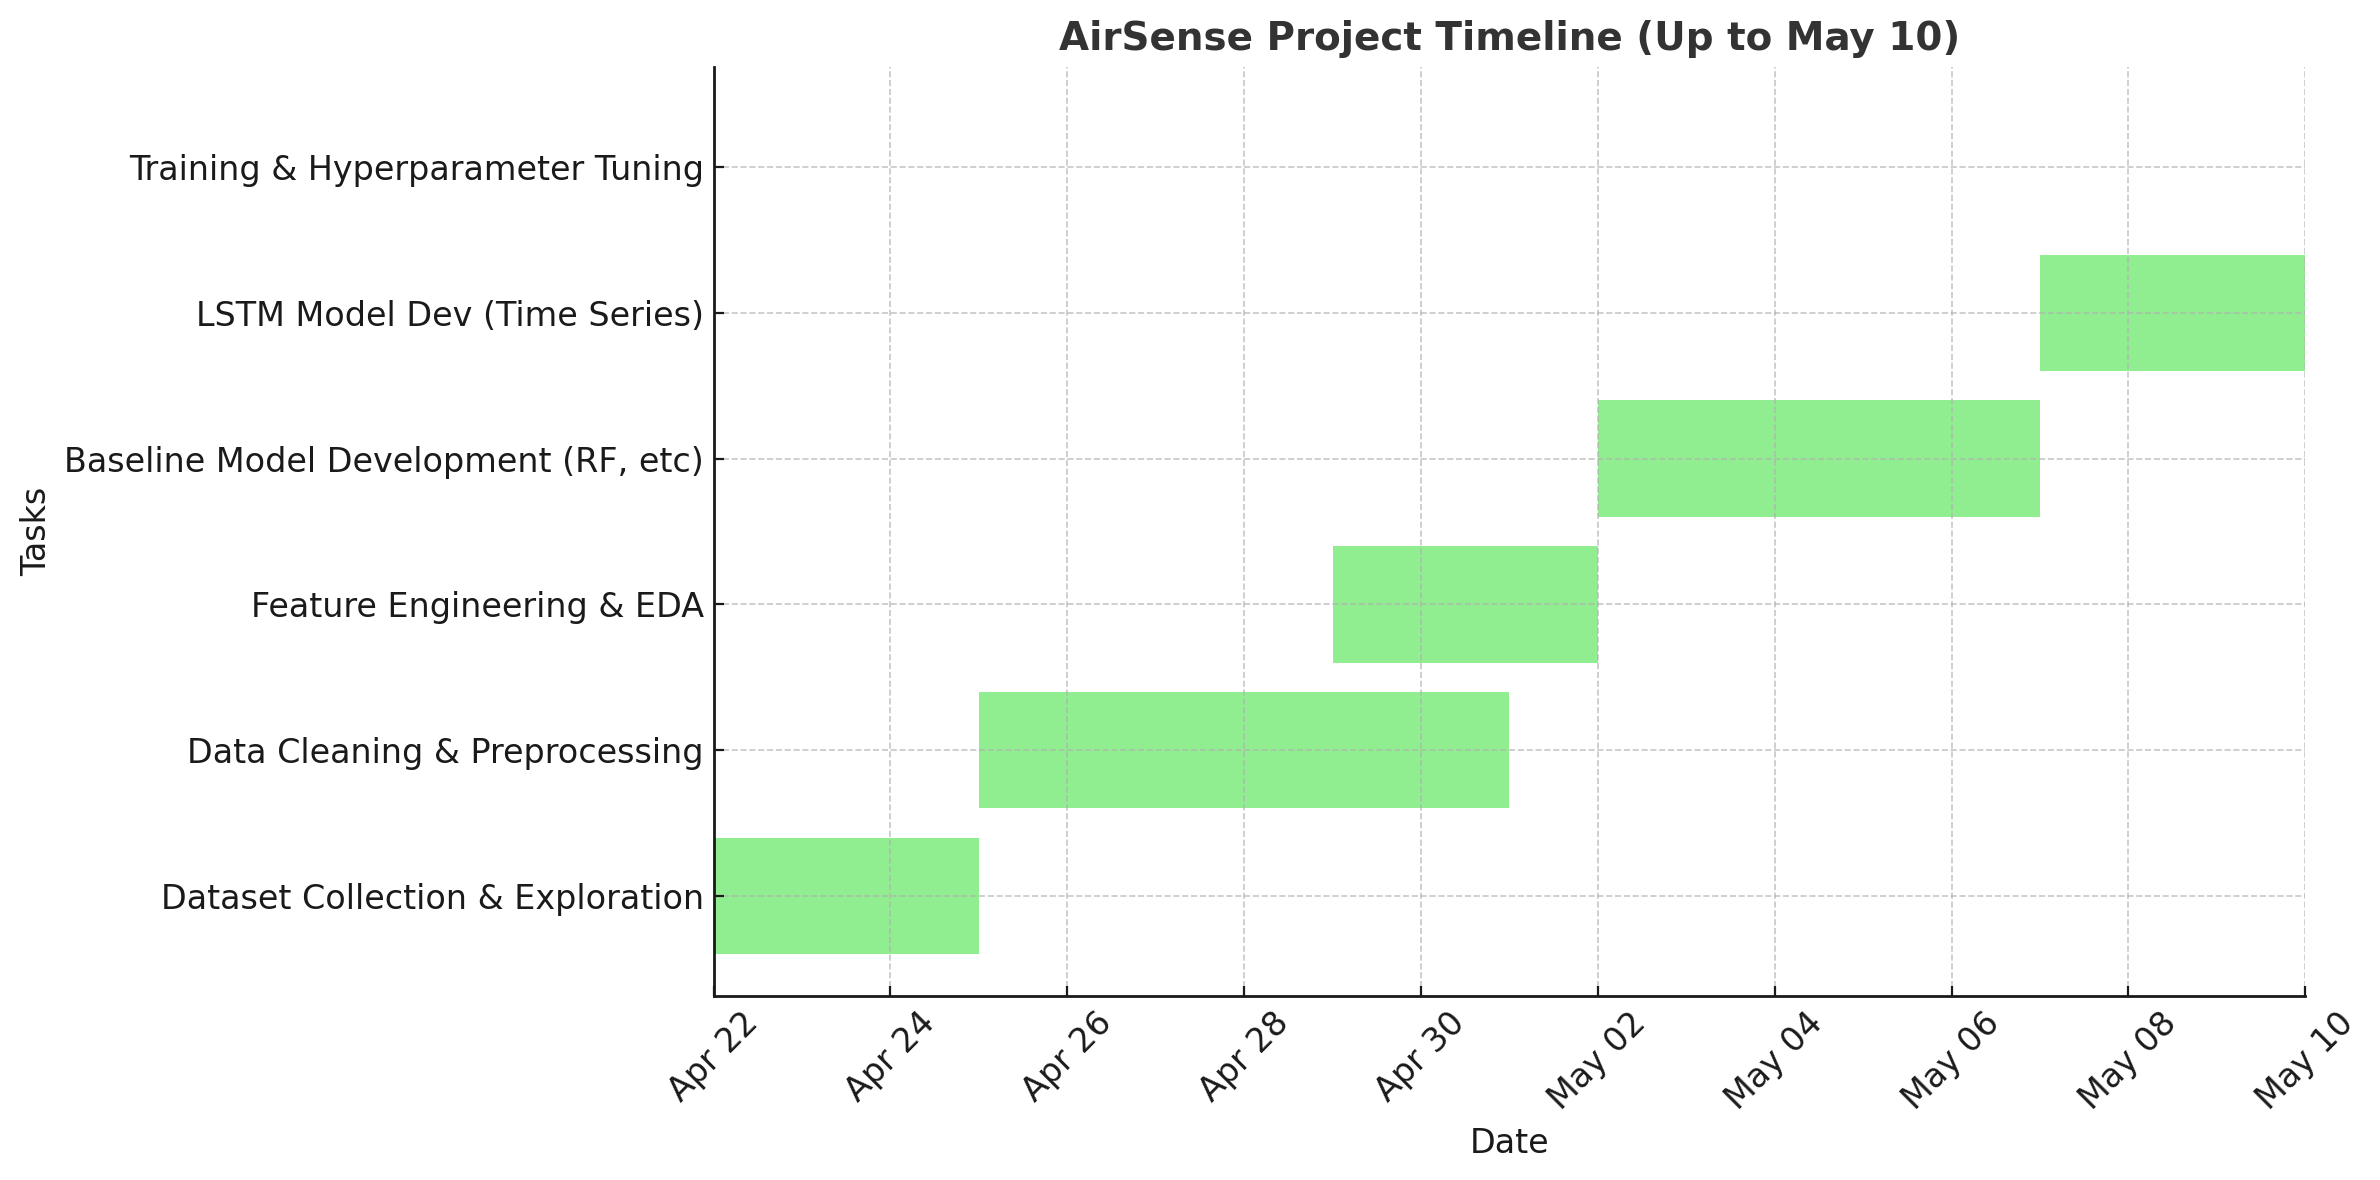 AirSense Project Timeline (Up to May 10)
Training & Hyperparameter Tuning
LSTM Model Dev (Time Series)
Baseline Model Development (RF, etc)
Feature Engineering & EDA
Data Cleaning & Preprocessing
Dataset Collection & Exploration
Tasks
Apr 22
Apr 24
Apr 26
Apr 28
Apr 30
May 02
May 04
May 06
May 08
May 10
Date